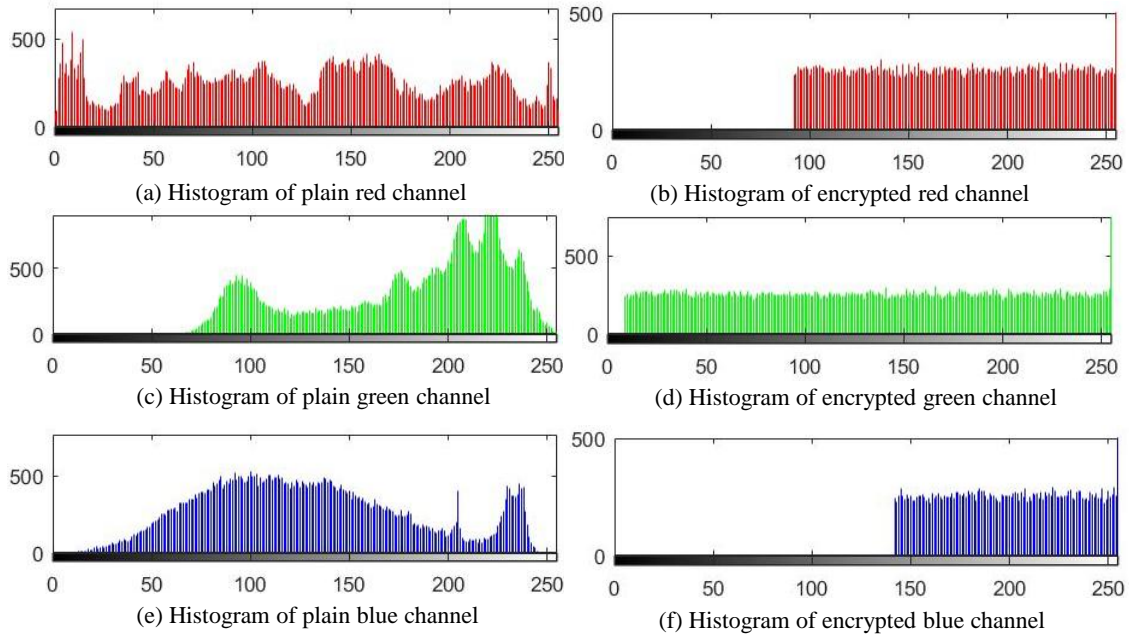 500
0
0 50 100 150 200 250
(a) Histogram of plain red channel
500
0
0 50 100 150 200 250
(b) Histogram of encrypted red channel
500
0
0 50 100 150 200 250
(c) Histogram of plain green channel
500
0
0 50 100 150 200 250
(d) Histogram of encrypted green channel
500
0
0 50 100 150 200 250
(e) Histogram of plain blue channel
500
0
0 50 100 150 200 250
(f) Histogram of encrypted blue channel